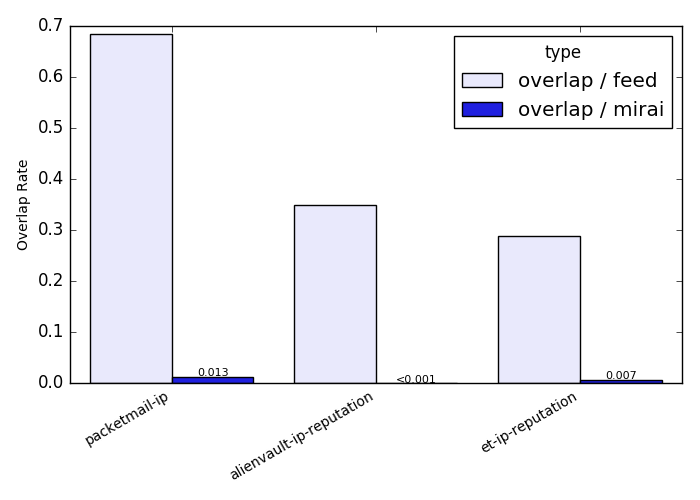 0.7
0.6
0.5
0.4
0.3
0.2
0.1
0.0
Overlap Rate
type
overlap / feed
overlap / mirai
0.013
<0.001
0.007
packetmail-ip
alienvault-ip-reputation
et-ip-reputation